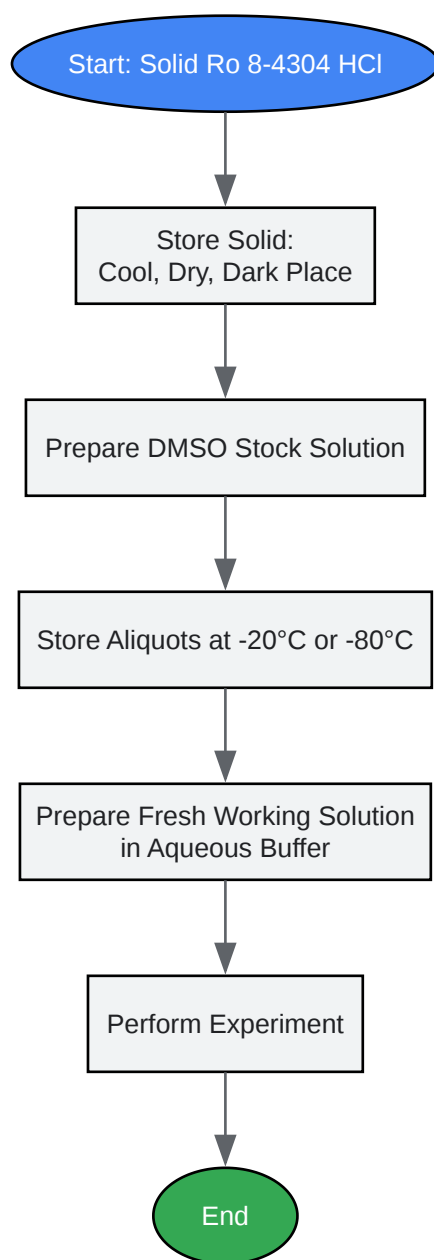 Start: Solid Ro 8-4304 HCl
Store Solid:
Cool, Dry, Dark Place
Prepare DMSO Stock Solution
Store Aliquots at -20°C or -80°C
Prepare Fresh Working Solution
in Aqueous Buffer
Perform Experiment
End